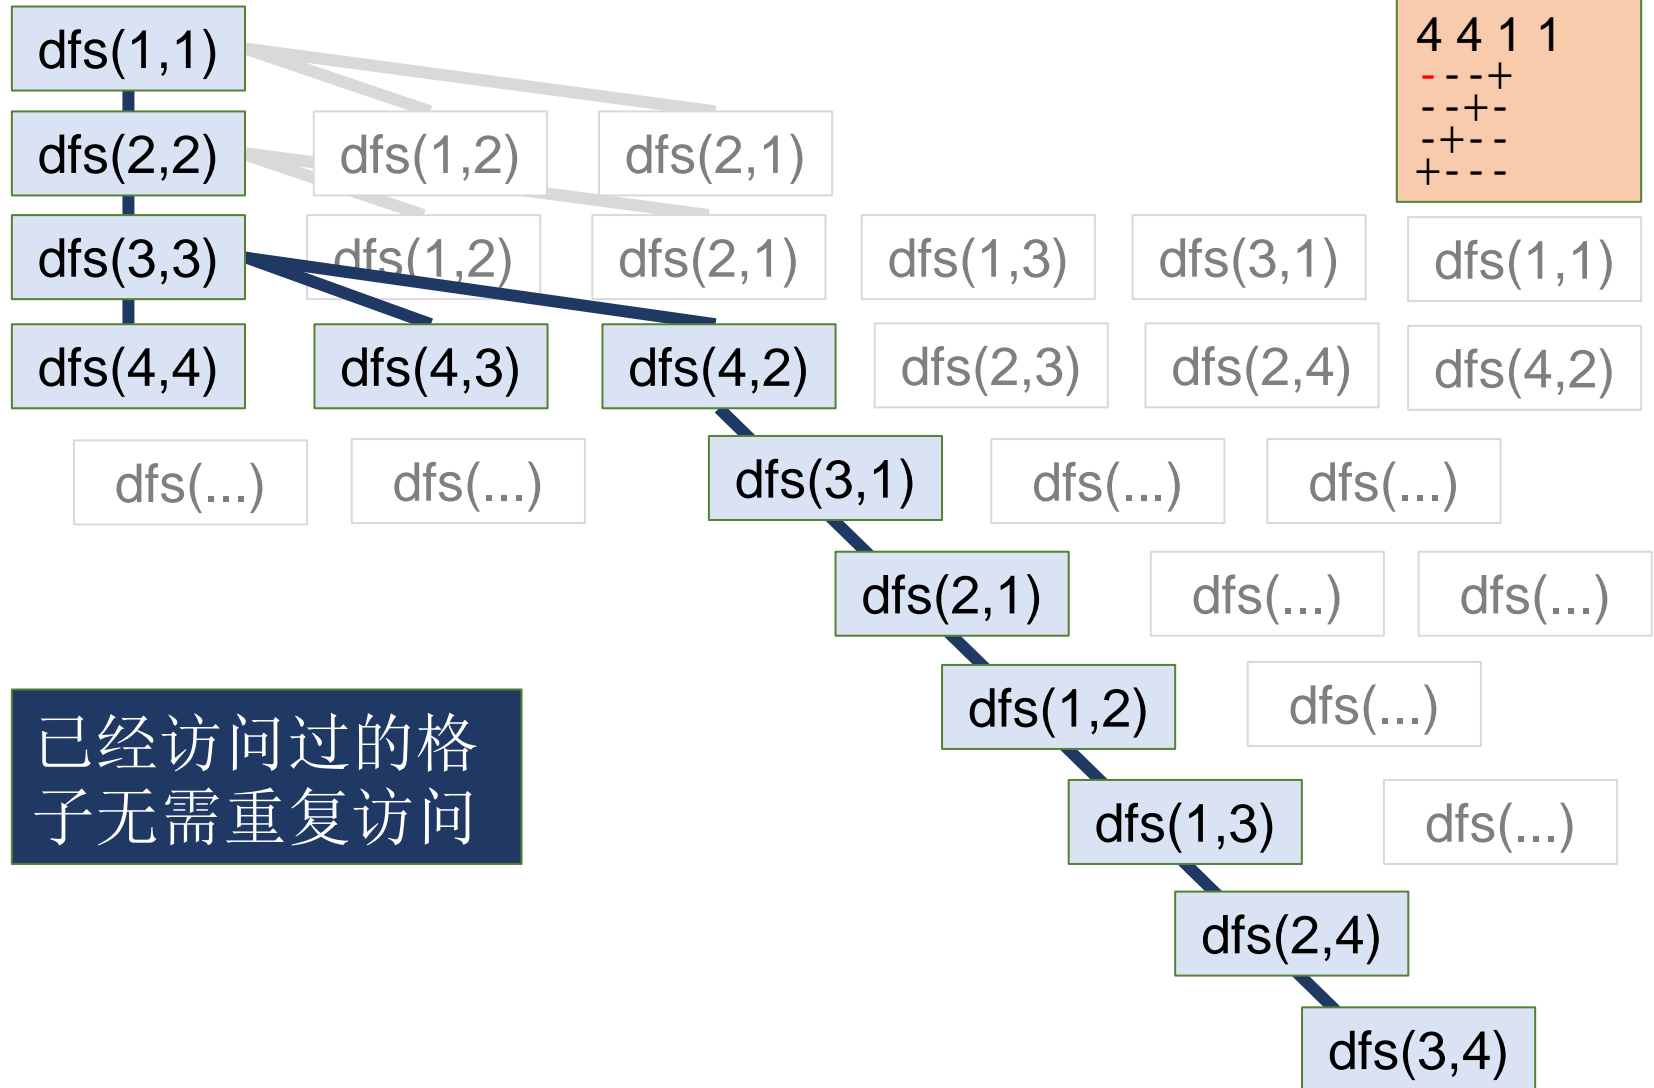 dfs(1,1)
4 4 1 1
---+
--+-
-+--
+---
dfs(2,2)
dfs(1,2)
dfs(2,1)
dfs(3,3)
dfs(1,2)
dfs(2,1)
dfs(1,3)
dfs(3,1)
dfs(1,1)
dfs(4,4)
dfs(4,3)
dfs(4,2)
dfs(2,3)
dfs(2,4)
dfs(4,2)
dfs(...)
dfs(...)
dfs(3,1)
dfs(...)
dfs(...)
dfs(2,1)
dfs(...)
dfs(...)
dfs(1,2)
dfs(...)
已经访问过的格
子无需重复访问
dfs(1,3)
dfs(...)
dfs(2,4)
dfs(3,4)